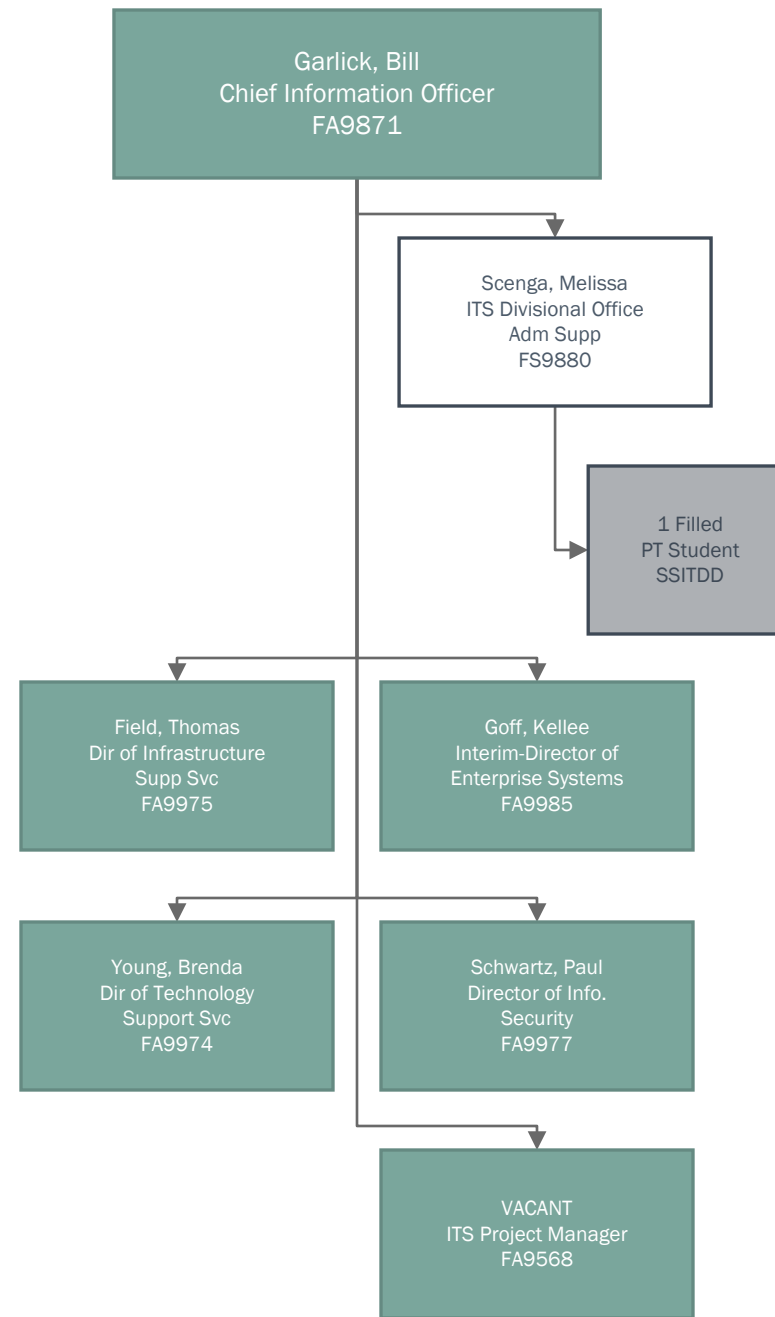 Garlick, Bill
Chief Information Officer
FA9871
Scenga, Melissa
ITS Divisional Office
Adm Supp
FS9880
1 Filled
PT Student
SSITDD
Field, Thomas
Dir of Infrastructure
Supp Svc
FA9975
Goff, Kellee
Interim-Director of
Enterprise Systems
FA9985
Young, Brenda
Dir of Technology
Support Svc
FA9974
Schwartz, Paul
Director of Info.
Security
FA9977
VACANT
ITS Project Manager
FA9568